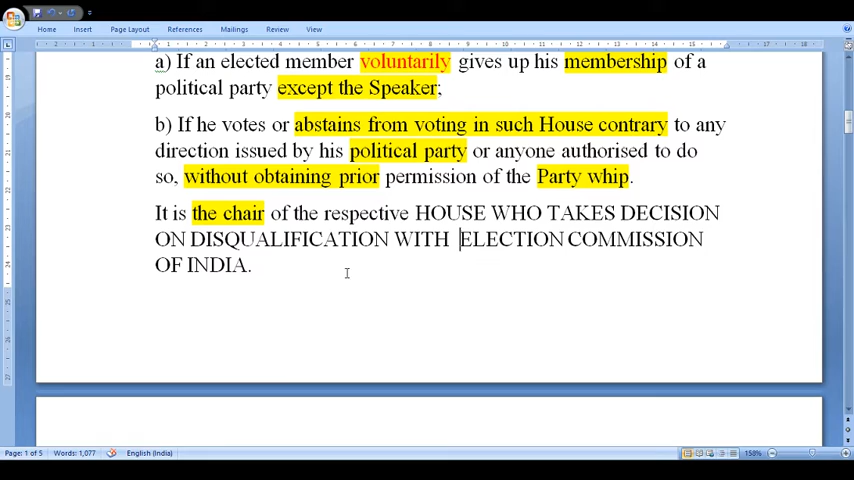 Home Insert Page Layout References Mailings Review View
a) If an elected member voluntarily gives up his membership of a
political party except the Speaker;
b) If he votes or abstains from voting in such House contrary to any
direction issued by his political party or anyone authorised to do
so, without obtaining prior permission of the Party whip.
It is the chair of the respective HOUSE WHO TAKES DECISION
ON DISQUALIFICATION WITH ELECTION COMMISSION
OF INDIA.
Page: 1 of 5 Words: 1,077 English (India) 158%